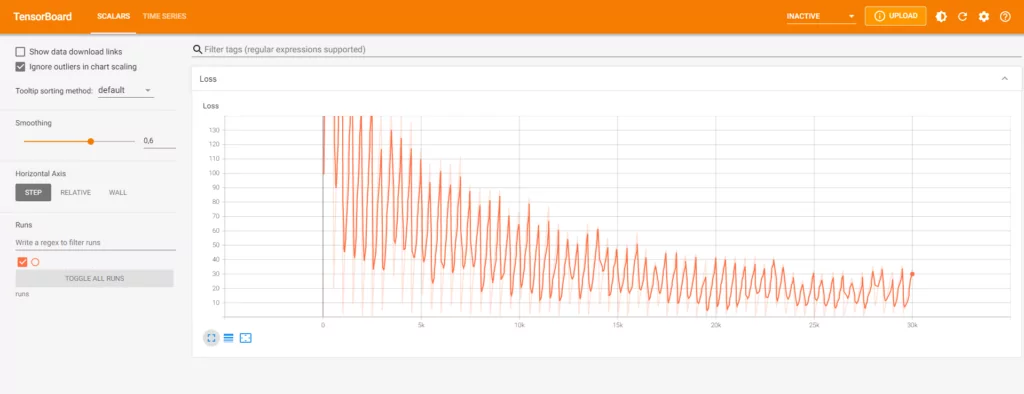 TensorBoard SCALARS TIME SERIES INACTIVE UPLOAD
Show data download links
Ignore outliers in chart scaling
Tooltip sorting method: default
Smoothing
0,6
Horizontal Axis
STEP RELATIVE WALL
Runs
Write a regex to filter runs
TOGGLE ALL RUNS
runs
Filter tags (regular expressions supported)
Loss
Loss
130
120
110
100
90
80
70
60
50
40
30
20
10
0 5k 10k 15k 20k 25k 30k